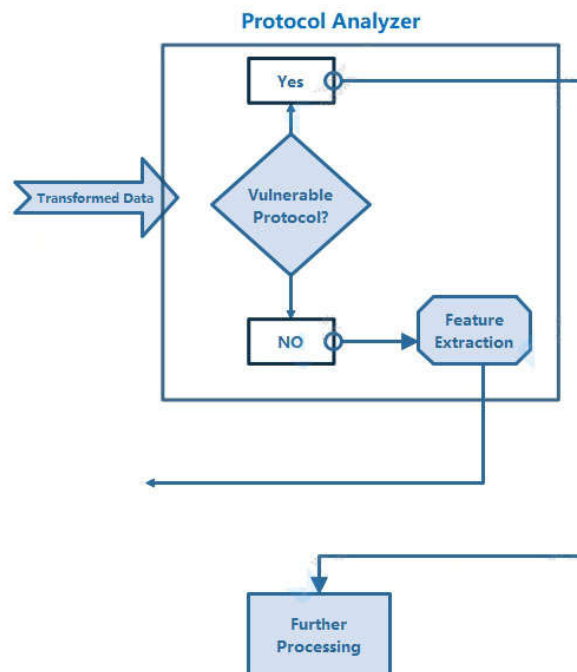 Protocol Analyzer
Yes
Transformed Data
Vulnerable
Protocol?
NO
Feature
Extraction
Further
Processing